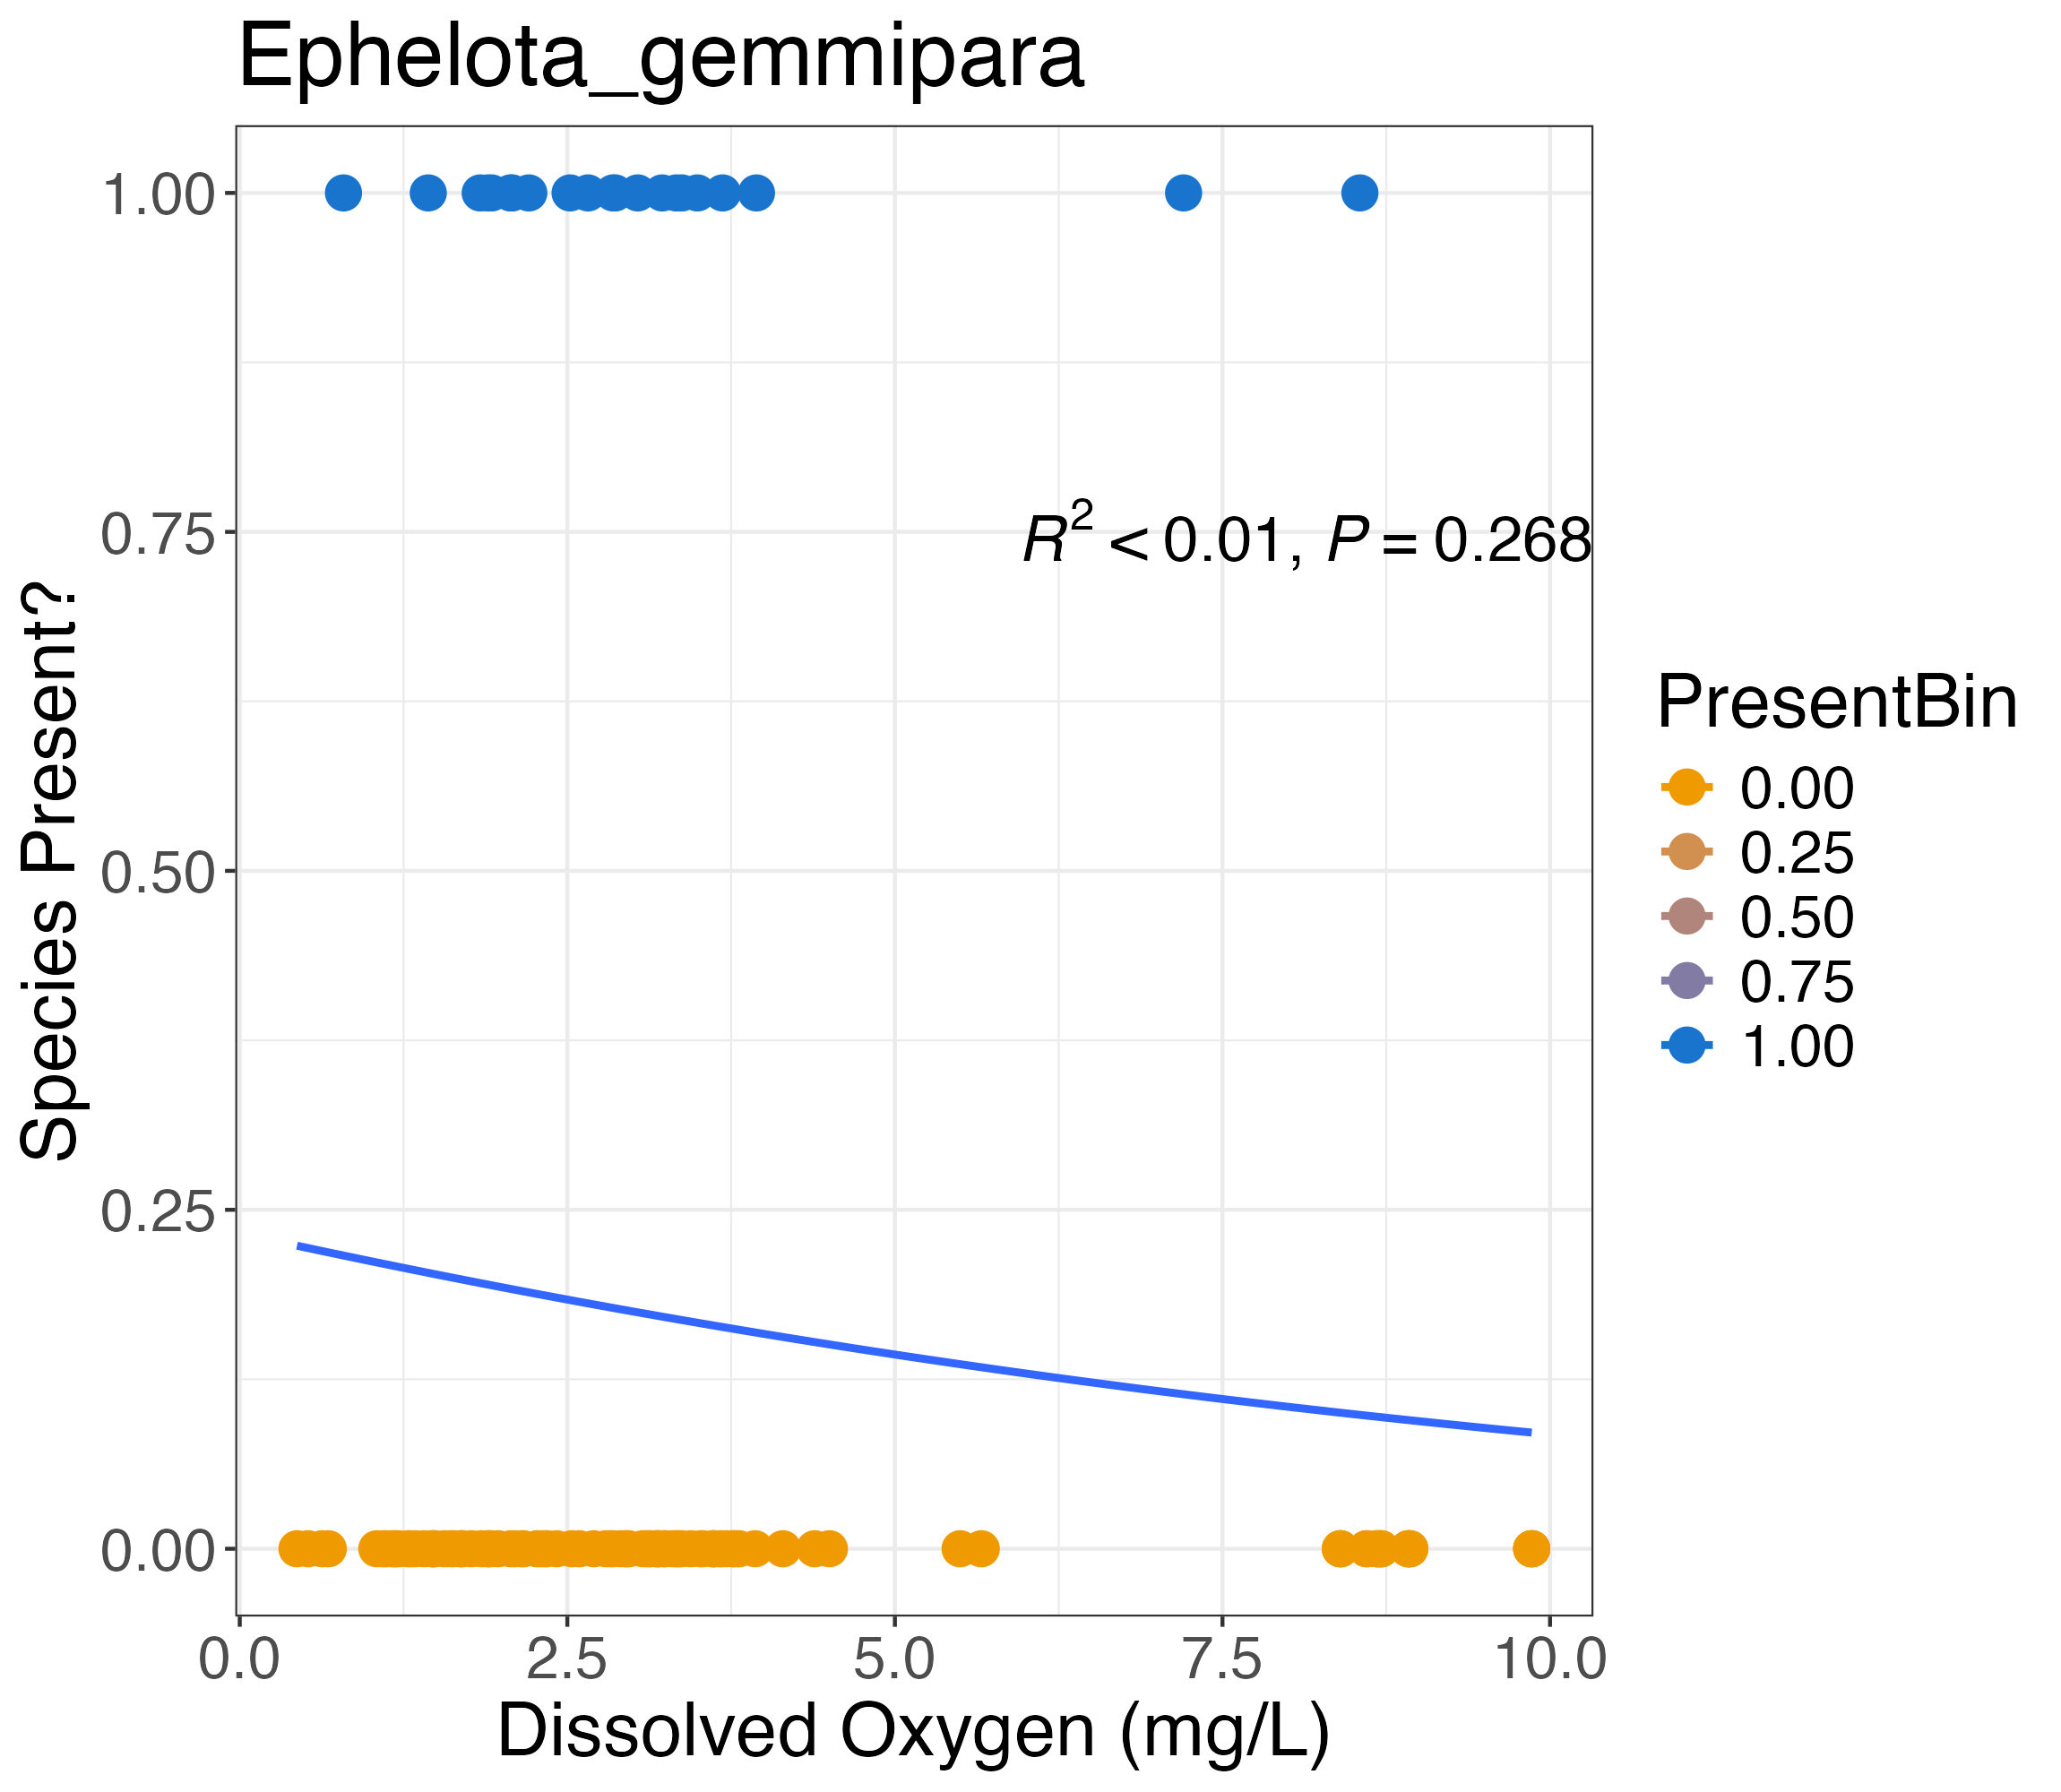 Ephelota_gemmipara
1.00
0.75
0.50
0.25
0.00
Species Present?
R² < 0.01, P = 0.268
0.0 2.5 5.0 7.5 10.0
Dissolved Oxygen (mg/L)
PresentBin
0.00
0.25
0.50
0.75
1.00